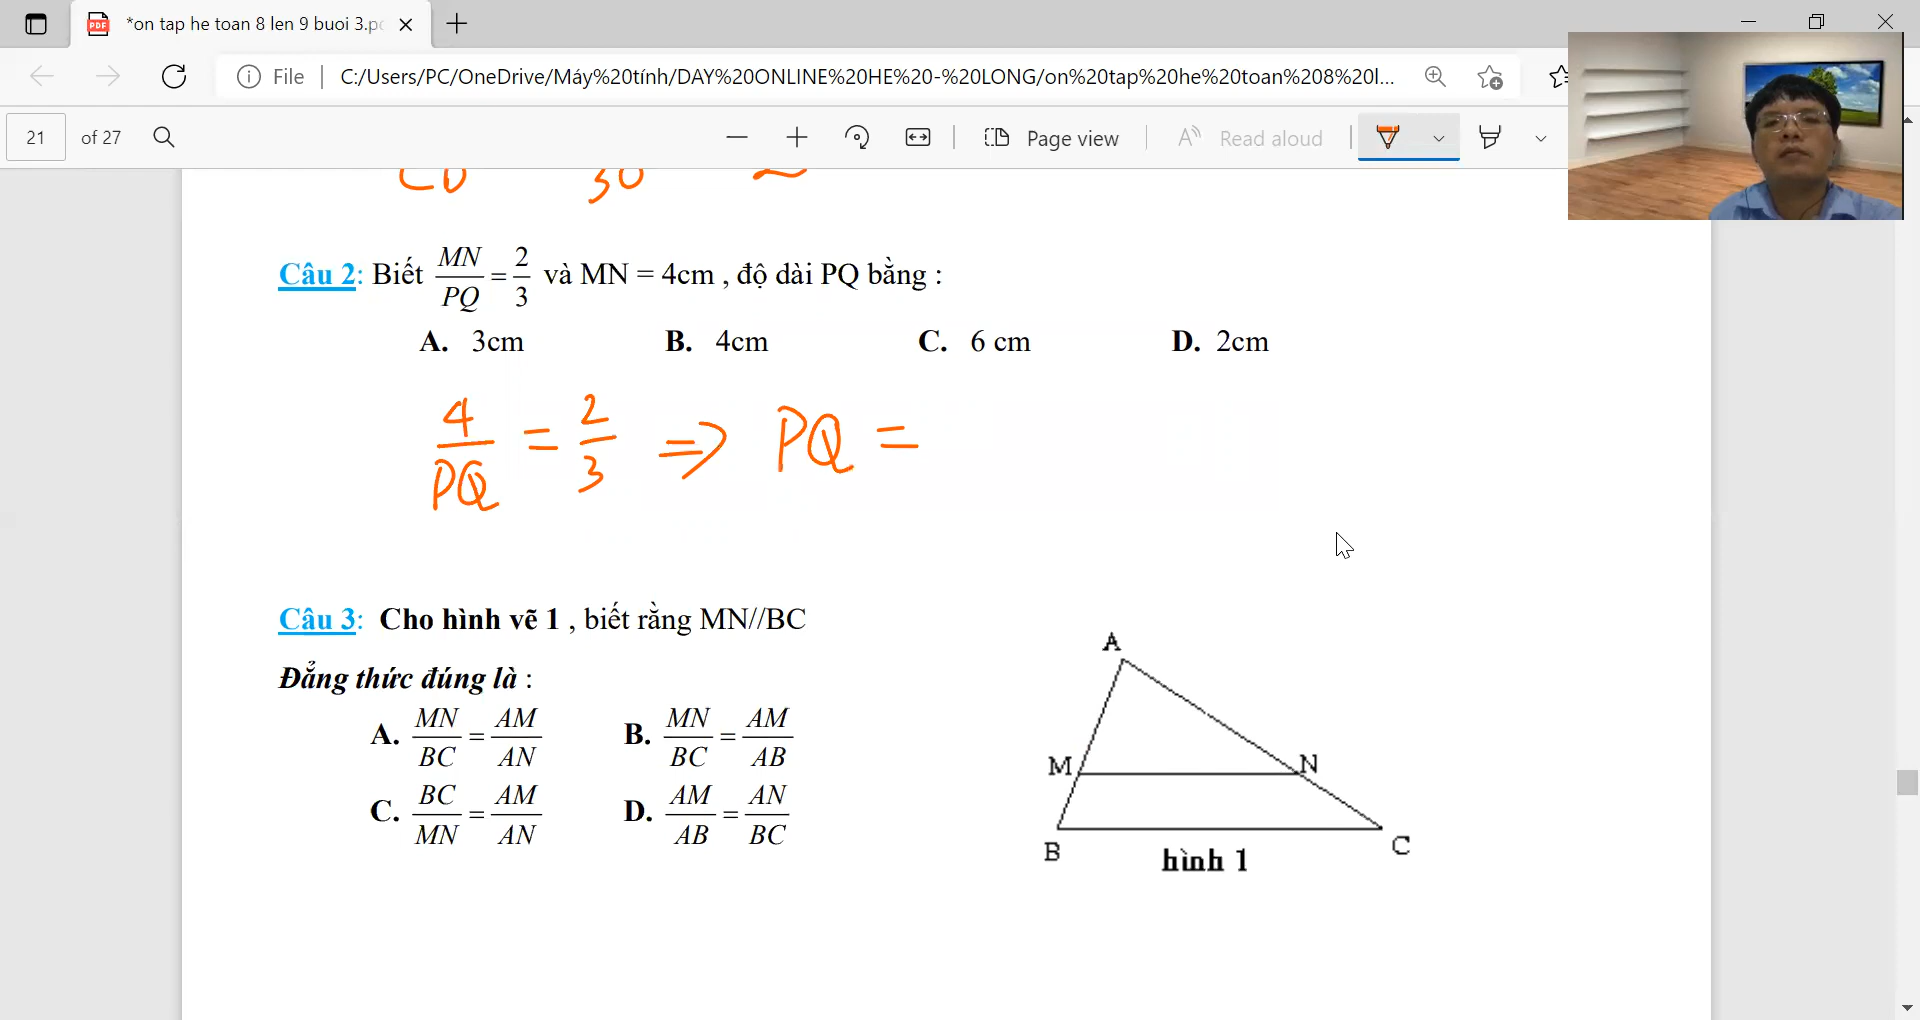 *on tap he toan 8 len 9 buoi 3.p
File C:/Users/PC/OneDrive/Máy%20tính/DAY%20ONLINE%20HE%20-%20LONG/on%20tap%20he%20toan%208%20l...
21 of 27 Page view Read aloud
CD 30
Câu 2: Biết MN/PQ = 2/3 và MN = 4cm , độ dài PQ bằng :
A. 3cm B. 4cm C. 6 cm D. 2cm
4/PQ = 2/3 => PQ =
Câu 3: Cho hình vẽ 1 , biết rằng MN//BC
Đẳng thức đúng là :
A. MN/BC = AM/AN B. MN/BC = AM/AB
C. BC/MN = AM/AN D. AM/AB = AN/BC
A
M N
B C
hình 1